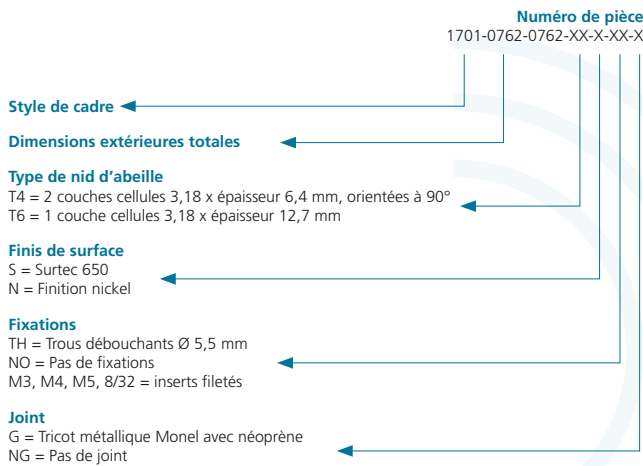 Numéro de pièce
1701-0762-0762-XX-X-XX-X
Style de cadre
Dimensions extérieures totales
Type de nid d'abeille
T4 = 2 couches cellules 3,18 x épaisseur 6,4 mm, orientées à 90°
T6 = 1 couche cellules 3,18 x épaisseur 12,7 mm
Finis de surface
S = Surtec 650
N = Finition nickel
Fixations
TH = Trous débouchants Ø 5,5 mm
NO = Pas de fixations
M3, M4, M5, 8/32 = inserts filetés
Joint
G = Tricot métallique Monel avec néoprène
NG = Pas de joint